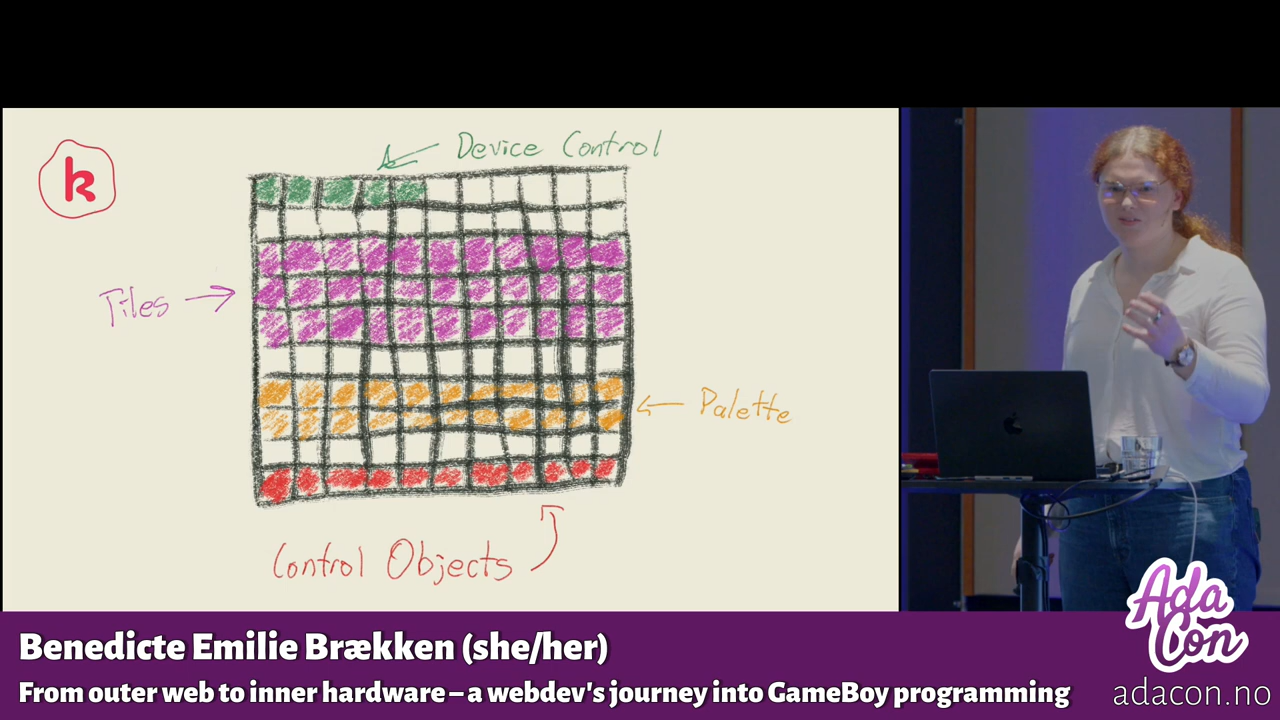 k
Device Control
Tiles
Palette
Control Objects
Ada
Con
Benedicte Emilie Brækken (she/her)
From outer web to inner hardware – a webdev's journey into GameBoy programming
adacon.no